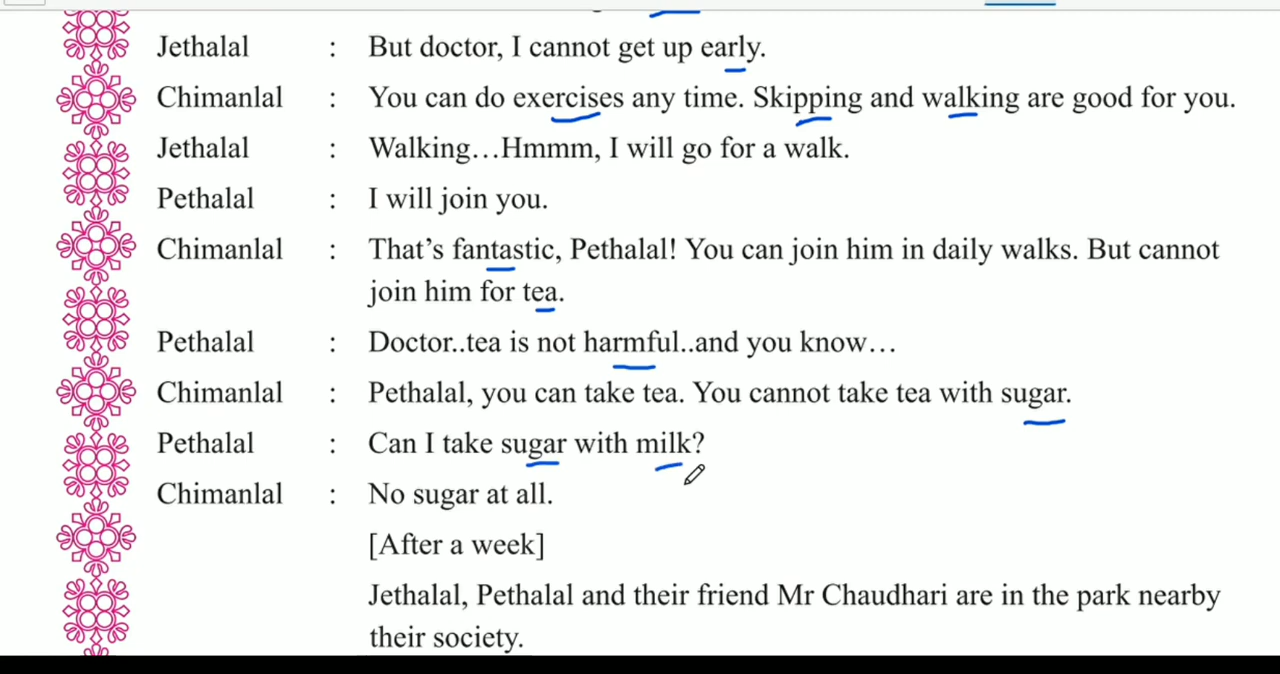 Jethalal : But doctor, I cannot get up early.
Chimanlal : You can do exercises any time. Skipping and walking are good for you.
Jethalal : Walking…Hmmm, I will go for a walk.
Pethalal : I will join you.
Chimanlal : That’s fantastic, Pethalal! You can join him in daily walks. But cannot
join him for tea.
Pethalal : Doctor..tea is not harmful..and you know…
Chimanlal : Pethalal, you can take tea. You cannot take tea with sugar.
Pethalal : Can I take sugar with milk?
Chimanlal : No sugar at all.
[After a week]
Jethalal, Pethalal and their friend Mr Chaudhari are in the park nearby
their society.